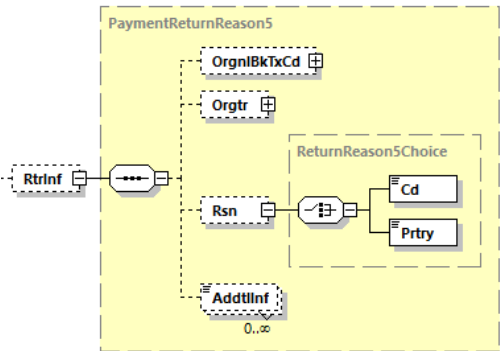 PaymentReturnReason5
OrgnlBkTxCd
Orgtr
ReturnReason5Choice
RtrInf
Cd
Rsn
Prtry
AddtlInf
0..∞